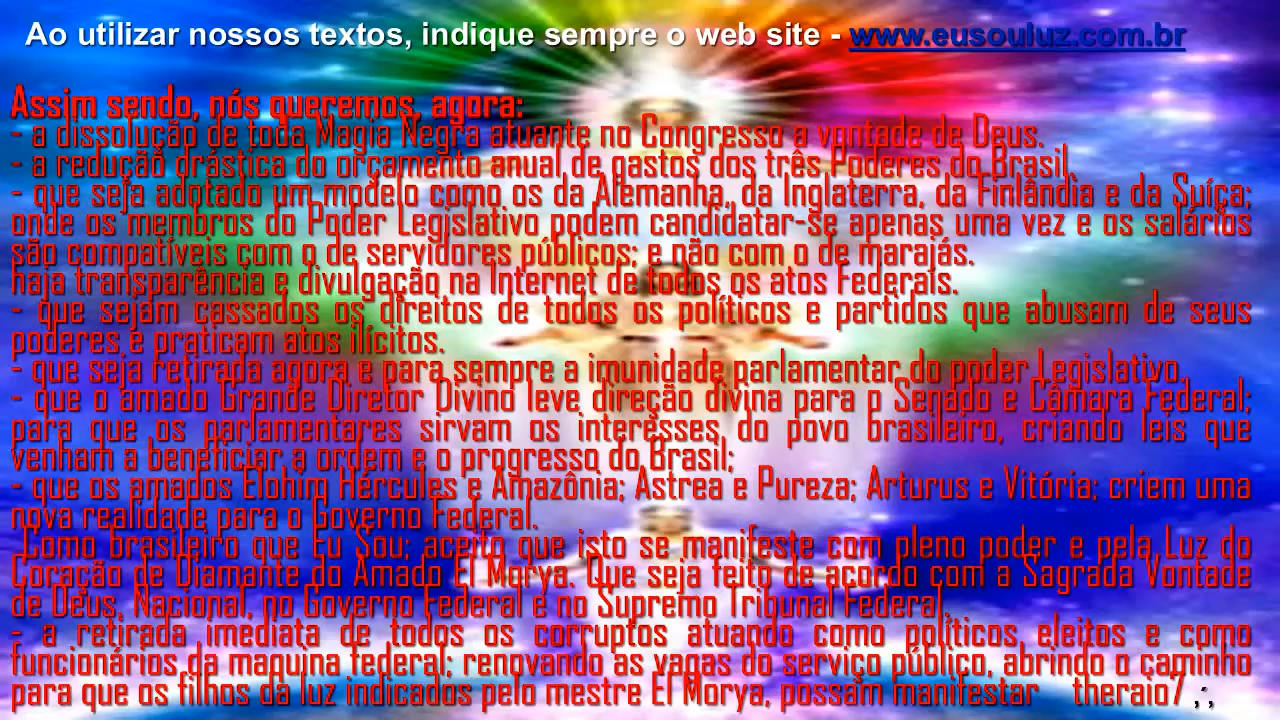 Ao utilizar nossos textos, indique sempre o web site - www.eusouluz.com.br
Assim sendo, nós queremos, agora:
- a dissolução de toda Magia Negra atuante no Congresso a vontade de Deus.
- a redução drástica do orçamento anual de gastos dos três Poderes do Brasil
- que seja adotado um modelo como os da Alemanha, da Inglaterra, da Finlândia e da Suíça;
onde os membros do Poder Legislativo podem candidatar-se apenas uma vez e os salários
são compatíveis com o de servidores públicos; e não com o de marajás.
haja transparência e divulgação na Internet de todos os atos Federais.
- que sejam cassados os direitos de todos os políticos e partidos que abusam de seus
poderes e praticam atos ilícitos.
- que seja retirada agora e para sempre a imunidade parlamentar do poder Legislativo.
- que o amado Grande Diretor Divino leve direção divina para o Senado e Câmara Federal;
para que os parlamentares sirvam os interesses do povo brasileiro, criando leis que
venham a beneficiar a ordem e o progresso do Brasil;
- que os amados Elohim Hércules e Amazônia; Astrea e Pureza; Arturus e Vitória; criem uma
nova realidade para o Governo Federal.
Como brasileiro que Eu Sou; aceito que isto se manifeste com pleno poder e pela Luz do
Coração de Diamante do Amado El Morya. Que seja feito de acordo com a Sagrada Vontade
de Deus, Nacional, no Governo Federal e no Supremo Tribunal Federal.
- a retirada imediata de todos os corruptos atuando como políticos eleitos e como
funcionários da maquina federal; renovando as vagas do serviço público, abrindo o caminho
para que os filhos da luz indicados pelo mestre El Morya, possam manifestar theraio7 ,;,